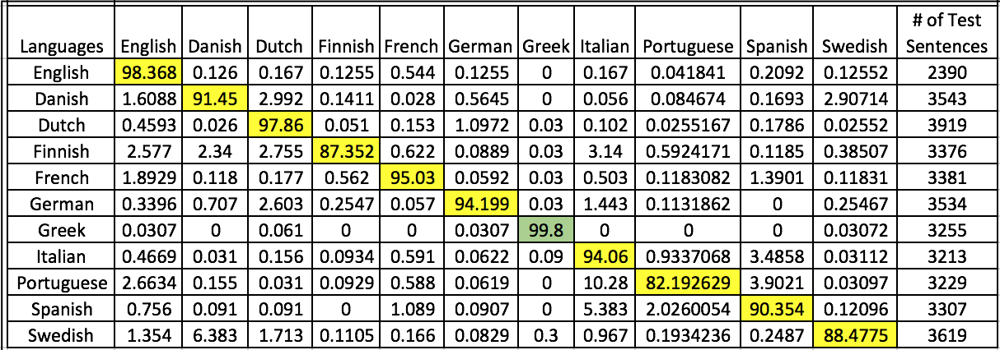 # of Test
Languages English Danish Dutch Finnish French German Greek Italian Portuguese Spanish Swedish Sentences
English 98.368 0.126 0.167 0.1255 0.544 0.1255 0 0.167 0.041841 0.2092 0.12552 2390
Danish 1.6088 91.45 2.992 0.1411 0.028 0.5645 0 0.056 0.084674 0.1693 2.90714 3543
Dutch 0.4593 0.026 97.86 0.051 0.153 1.0972 0.03 0.102 0.0255167 0.1786 0.02552 3919
Finnish 2.577 2.34 2.755 87.352 0.622 0.0889 0.03 3.14 0.5924171 0.1185 0.38507 3376
French 1.8929 0.118 0.177 0.562 95.03 0.0592 0.03 0.503 0.1183082 1.3901 0.11831 3381
German 0.3396 0.707 2.603 0.2547 0.057 94.199 0.03 1.443 0.1131862 0 0.25467 3534
Greek 0.0307 0 0.061 0 0 0.0307 99.8 0 0 0 0.03072 3255
Italian 0.4669 0.031 0.156 0.0934 0.591 0.0622 0.09 94.06 0.9337068 3.4858 0.03112 3213
Portuguese 2.6634 0.155 0.031 0.0929 0.588 0.0619 0 10.28 82.192629 3.9021 0.03097 3229
Spanish 0.756 0.091 0.091 0 1.089 0.0907 0 5.383 2.0260054 90.354 0.12096 3307
Swedish 1.354 6.383 1.713 0.1105 0.166 0.0829 0.3 0.967 0.1934236 0.2487 88.4775 3619